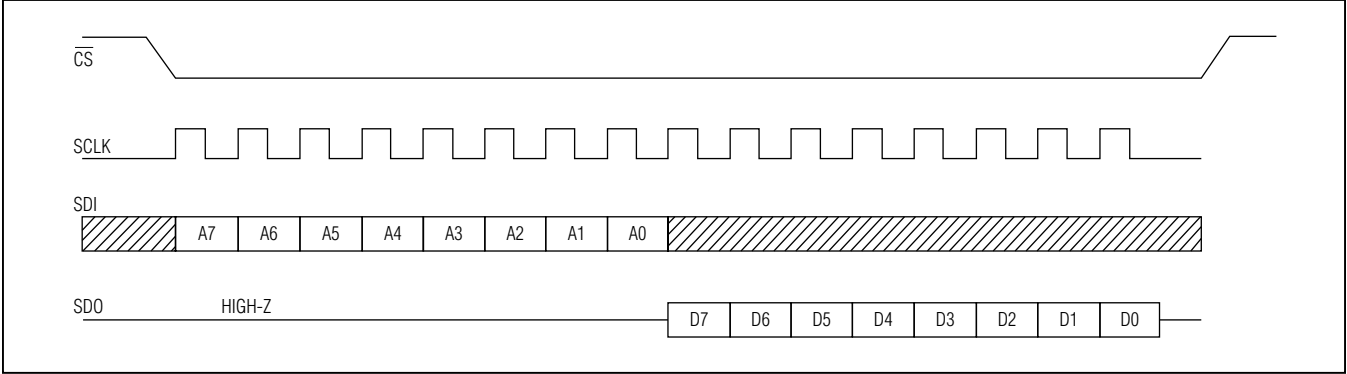 CS
SCLK
SDI
A7 A6 A5 A4 A3 A2 A1 A0
SDO HIGH-Z
D7 D6 D5 D4 D3 D2 D1 D0